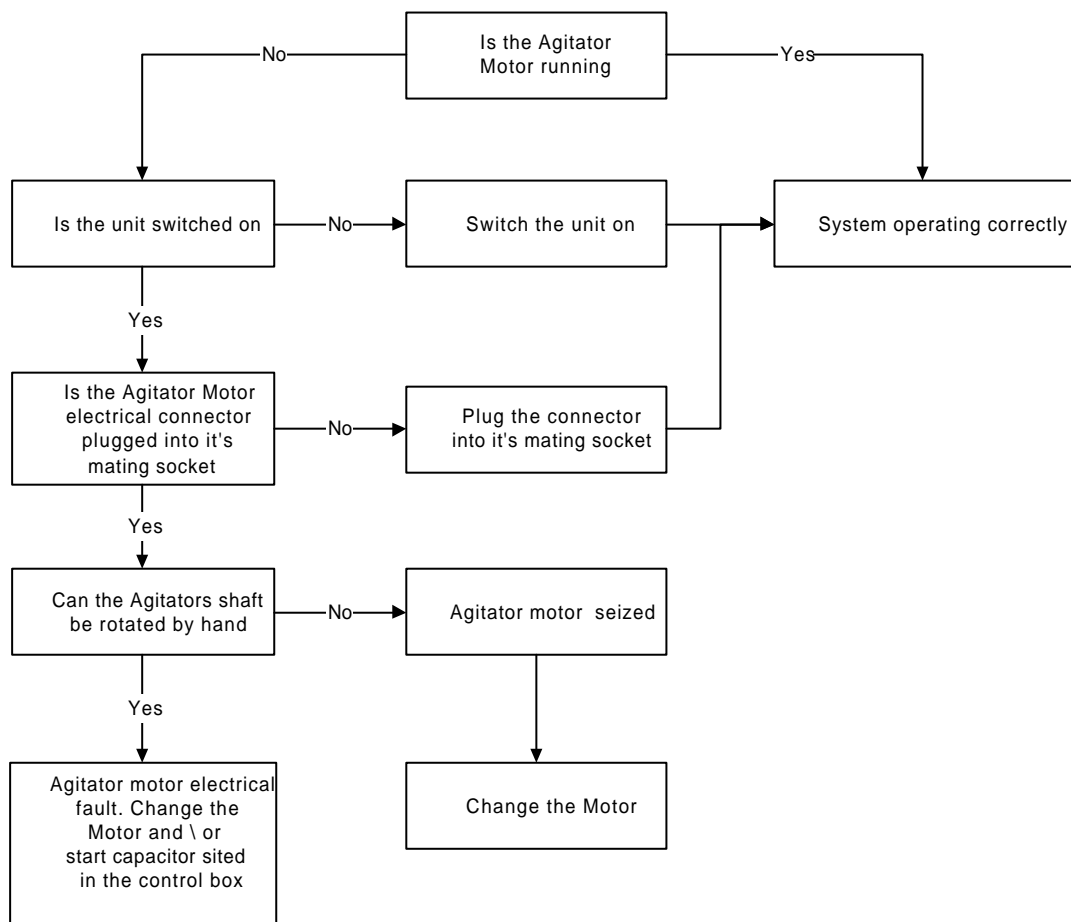 Is the Agitator
Motor running
No
Yes
Is the unit switched on
No
Switch the unit on
System operating correctly
Yes
Is the Agitator Motor
electrical connector
plugged into it's
mating socket
No
Plug the connector
into it's mating socket
Yes
Can the Agitators shaft
be rotated by hand
No
Agitator motor seized
Yes
Agitator motor electrical
fault. Change the
Motor and \ or
start capacitor sited
in the control box
Change the Motor